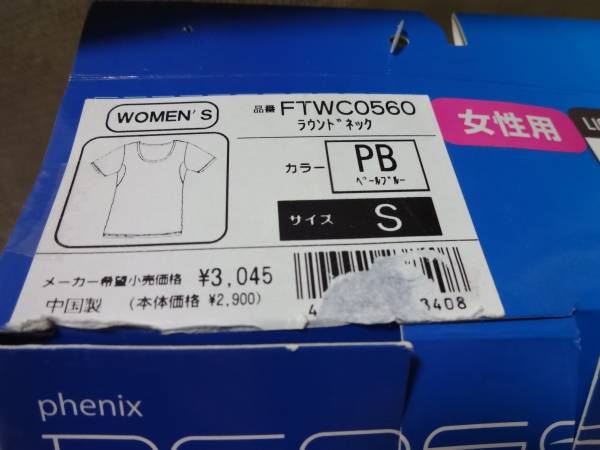 WOMEN'S
品番 FTWC0560
ラウンドネック
女性用
カラー PB
ペールブルー
サイズ S
メーカー希望小売価格 ¥3,045
中国製 (本体価格 ¥2,900)
4
3408
phenix